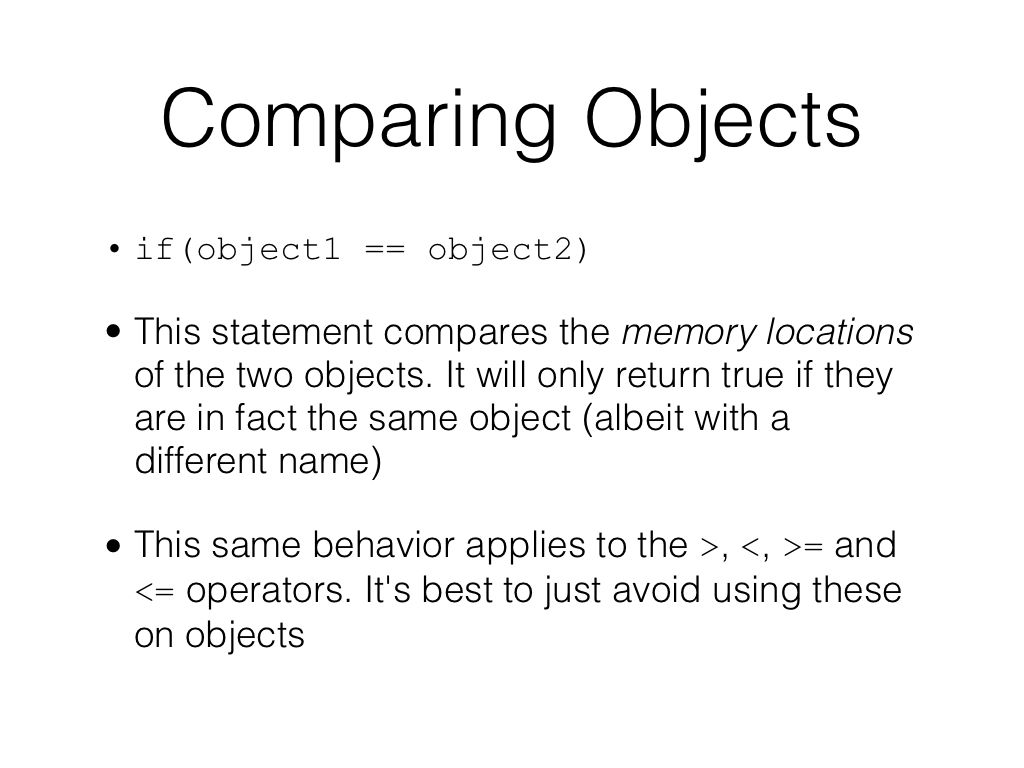 Comparing Objects
• if(object1 == object2)
• This statement compares the memory locations
of the two objects. It will only return true if they
are in fact the same object (albeit with a
different name)
• This same behavior applies to the >, <, >= and
<= operators. It's best to just avoid using these
on objects